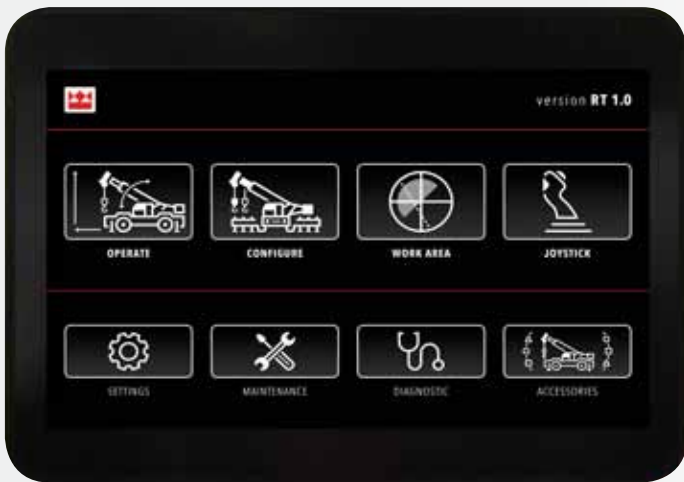 version RT 1.0
OPERATE CONFIGURE WORK AREA JOYSTICK
SETTINGS MAINTENANCE DIAGNOSTIC ACCESSORIES